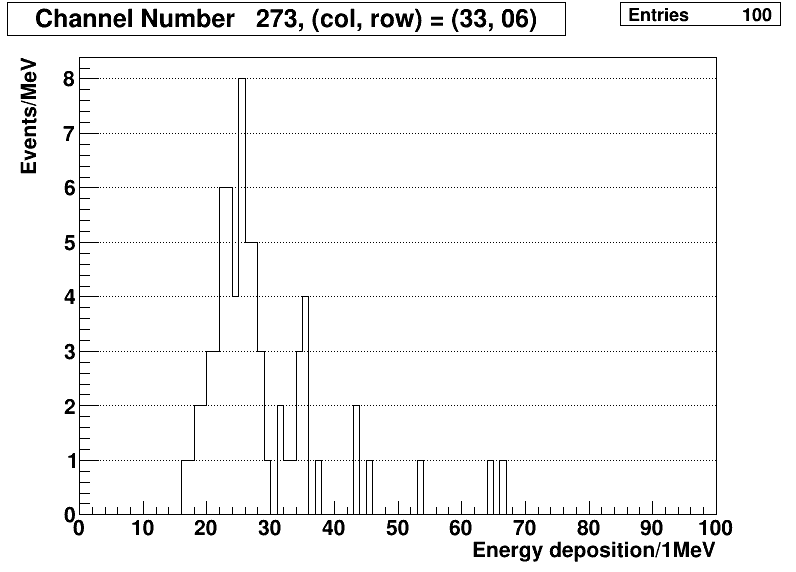 Channel Number 273, (col, row) = (33, 06)
Entries 100
Events/MeV
8
7
6
5
4
3
2
1
0
0 10 20 30 40 50 60 70 80 90 100
Energy deposition/1MeV